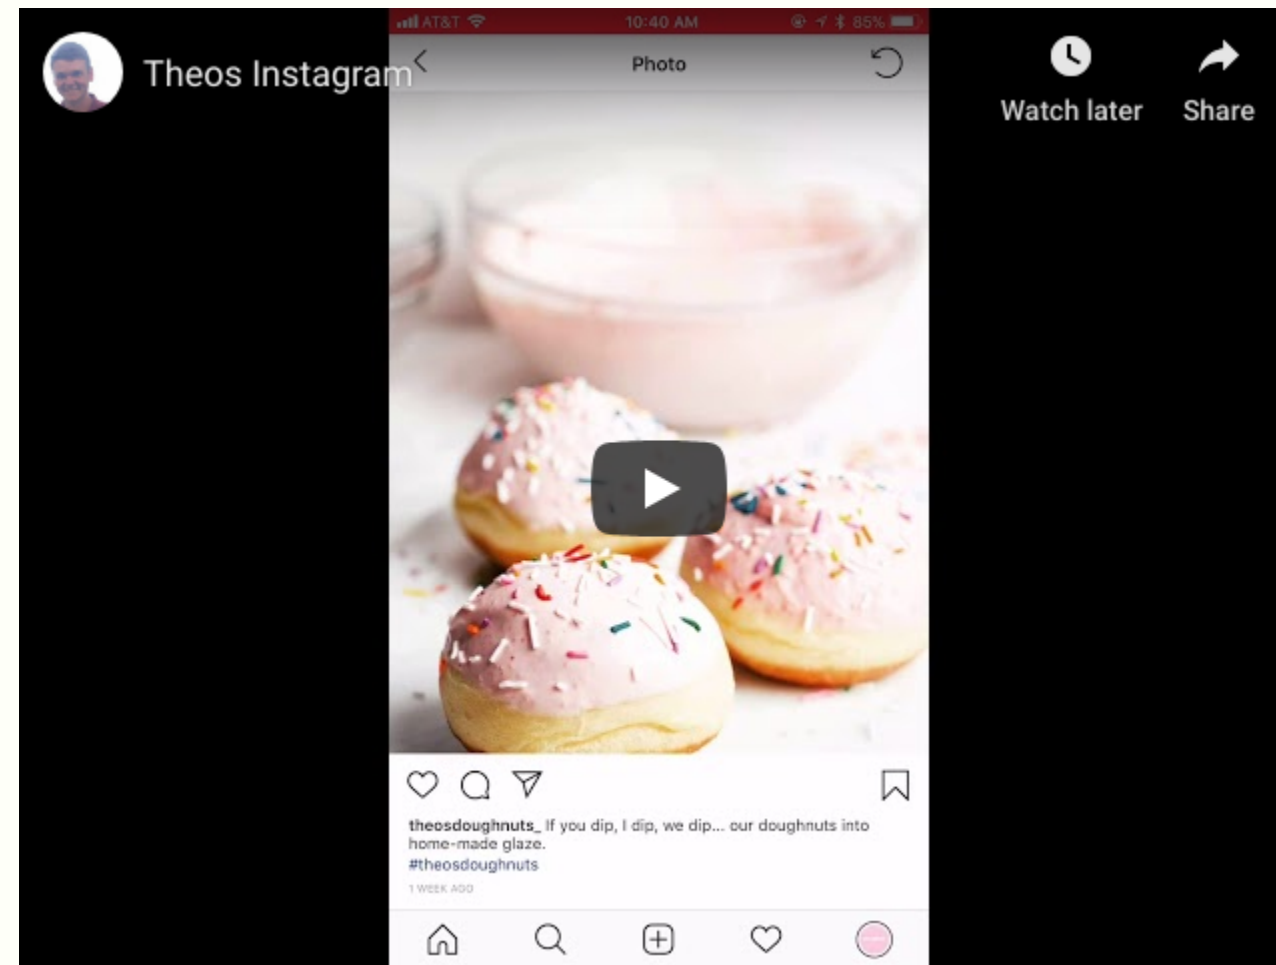 AT&T 10:40 AM 85%
Theos Instagram
Photo
Watch later
Share
theosdoughnuts_ If you dip, I dip, we dip... our doughnuts into
home-made glaze.
#theosdoughnuts
1 WEEK AGO